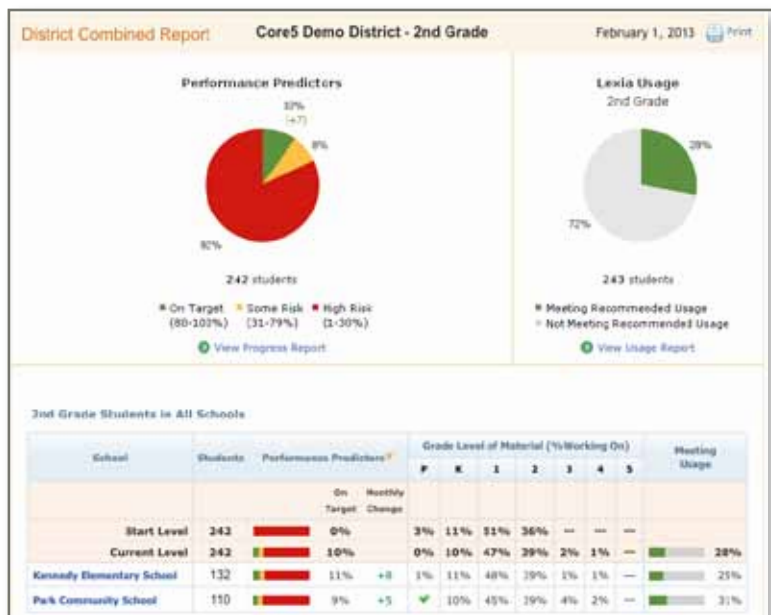 District Combined Report
Core5 Demo District - 2nd Grade
February 1, 2013
Print
Performance Predictors
10%
(+7)
8%
82%
242 students
On Target Some Risk High Risk
(80-100%) (31-79%) (1-30%)
View Progress Report
Lexia Usage
2nd Grade
28%
72%
243 students
Meeting Recommended Usage
Not Meeting Recommended Usage
View Usage Report
2nd Grade Students in All Schools
School Students Performance Predictors Grade Level of Material (%Working On) Meeting Usage
P K 1 2 3 4 5
On Target Monthly Change
Start Level 242 0% 3% 11% 51% 36% -- -- --
Current Level 242 10% 0% 10% 47% 39% 2% 1% -- 28%
Kennedy Elementary School 132 11% +8 1% 11% 48% 39% 1% 1% -- 25%
Park Community School 110 9% +5 10% 45% 39% 4% 2% -- 31%